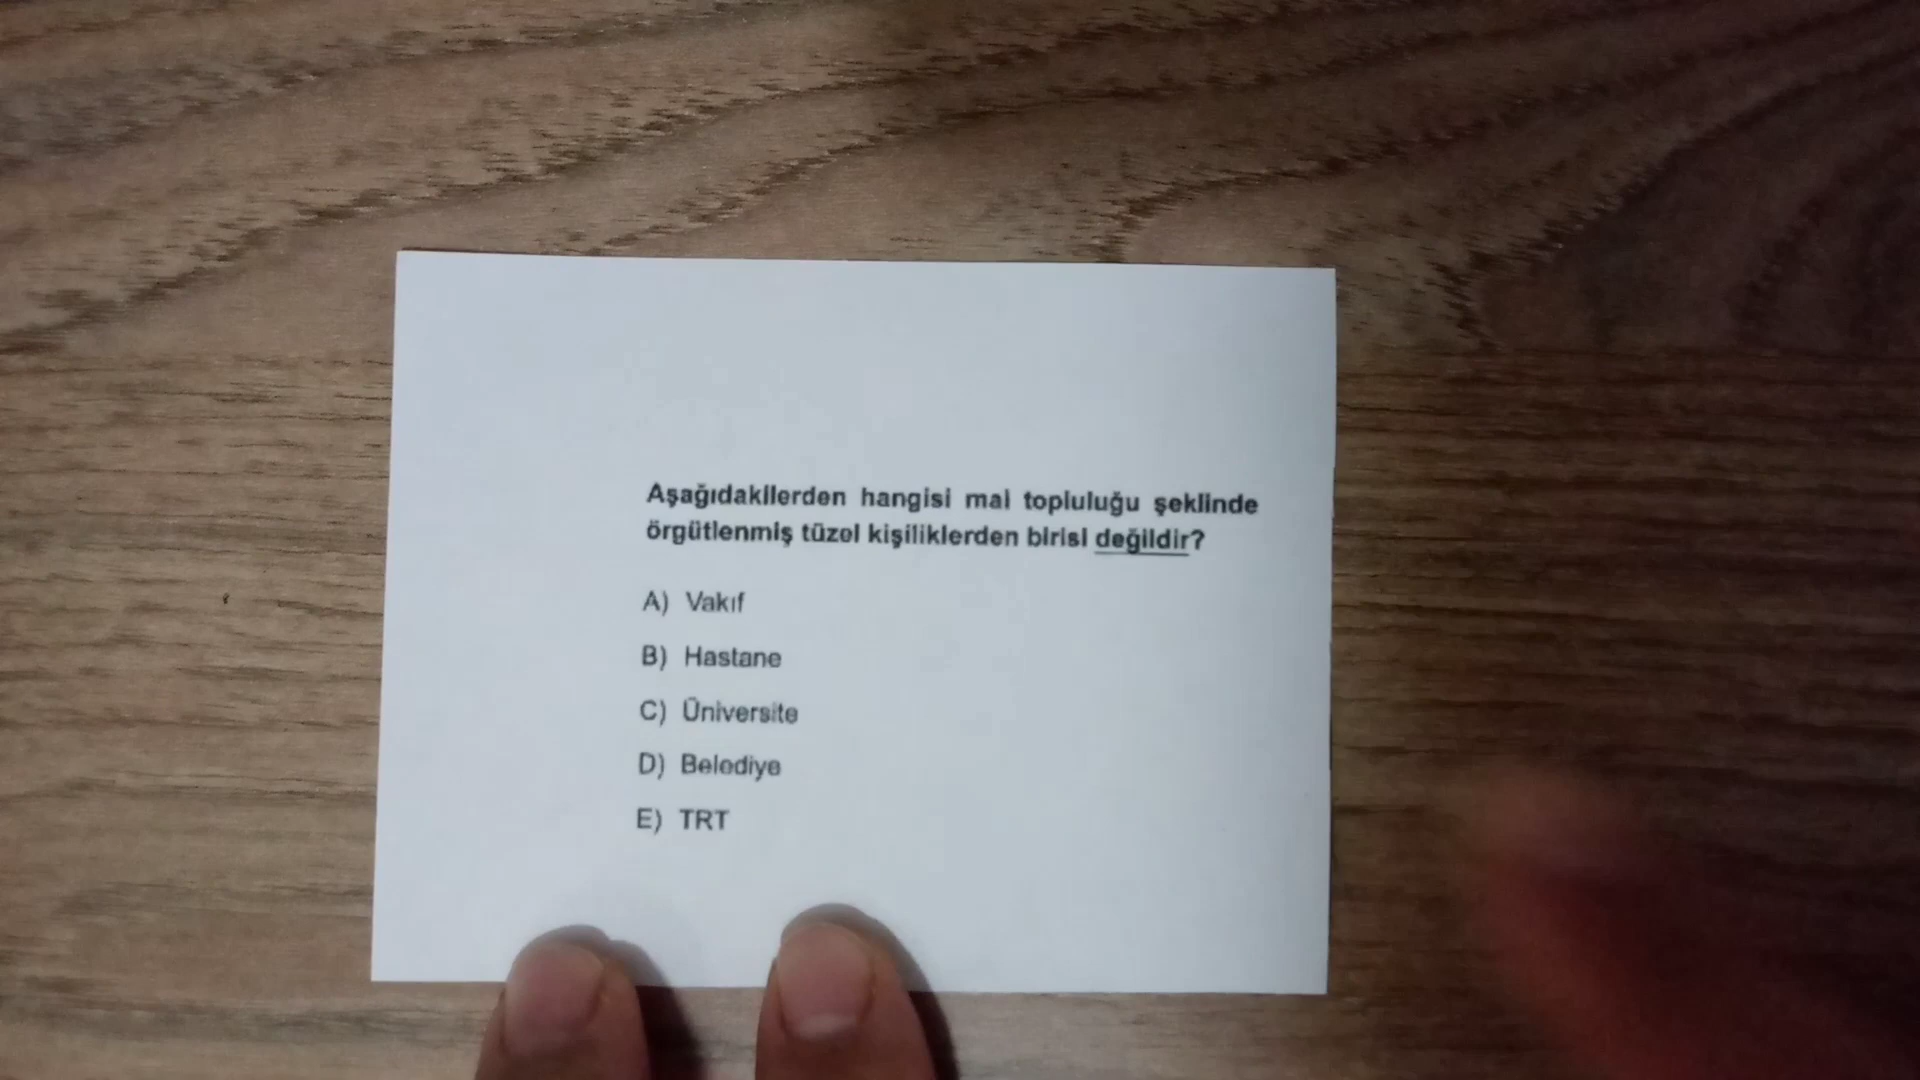 Aşağıdakilerden hangisi mal topluluğu şeklinde
örgütlenmiş tüzel kişiliklerden birisi değildir?
A) Vakıf
B) Hastane
C) Üniversite
D) Belediye
E) TRT